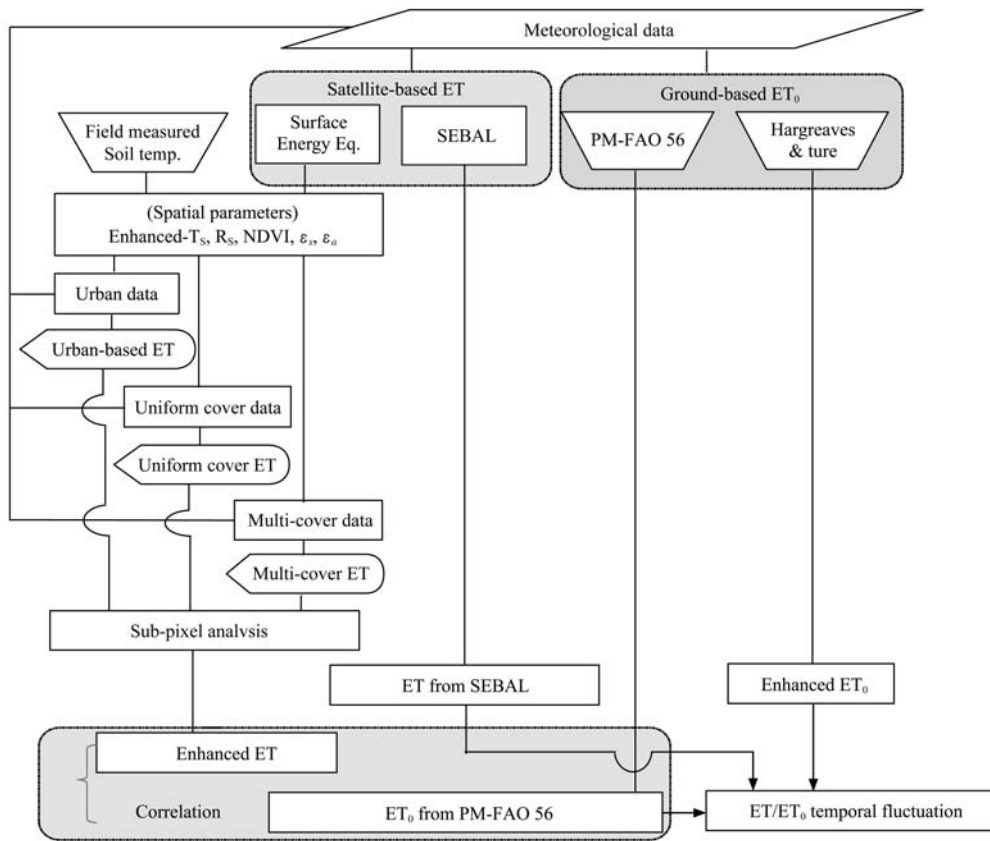 Meteorological data
Satellite-based ET
Ground-based ET₀
Field measured
Soil temp.
Surface
Energy Eq.
SEBAL
PM-FAO 56
Hargreaves
& ture
(Spatial parameters)
Enhanced-Tₛ, Rₛ, NDVI, εₛ, εₐ
Urban data
Urban-based ET
Uniform cover data
Uniform cover ET
Multi-cover data
Multi-cover ET
Sub-pixel analvsis
ET from SEBAL
Enhanced ET₀
Enhanced ET
Correlation
ET₀ from PM-FAO 56
ET/ET₀ temporal fluctuation